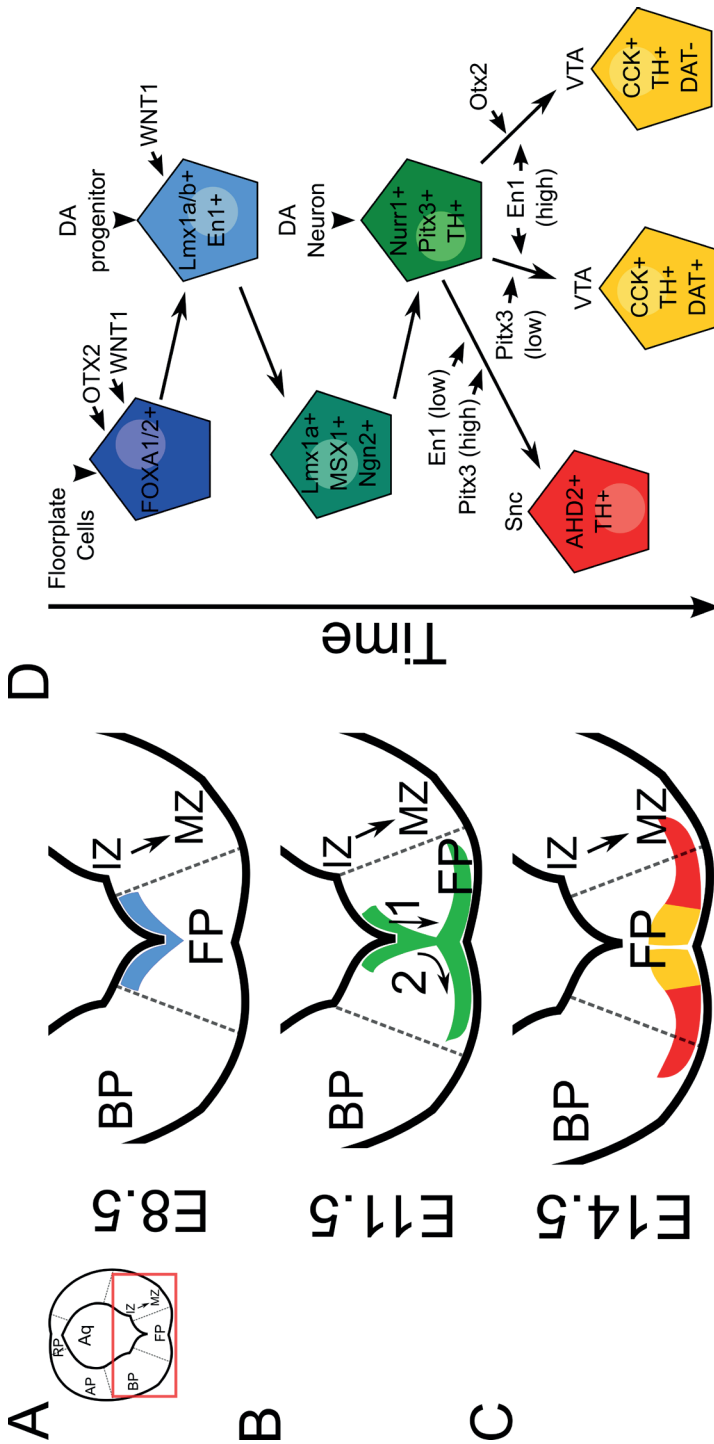 A
RP
AP
Aq
BP
IZ
MZ
FP
E8.5
BP
FP
IZ
MZ
B
E11.5
BP
2
1
FP
IZ
MZ
C
E14.5
BP
FP
IZ
MZ
D
Time
Floorplate
Cells
OTX2
WNT1
FOXA1/2+
DA
progenitor
WNT1
Lmx1a/b+
En1+
Lmx1a+
MSX1+
Ngn2+
DA
Neuron
Nurr1+
Pitx3+
TH+
En1 (low)
Pitx3 (high)
Pitx3
(low)
En1
(high)
Otx2
Snc
AHD2+
TH+
VTA
CCK+
TH+
DAT+
VTA
CCK+
TH+
DAT-